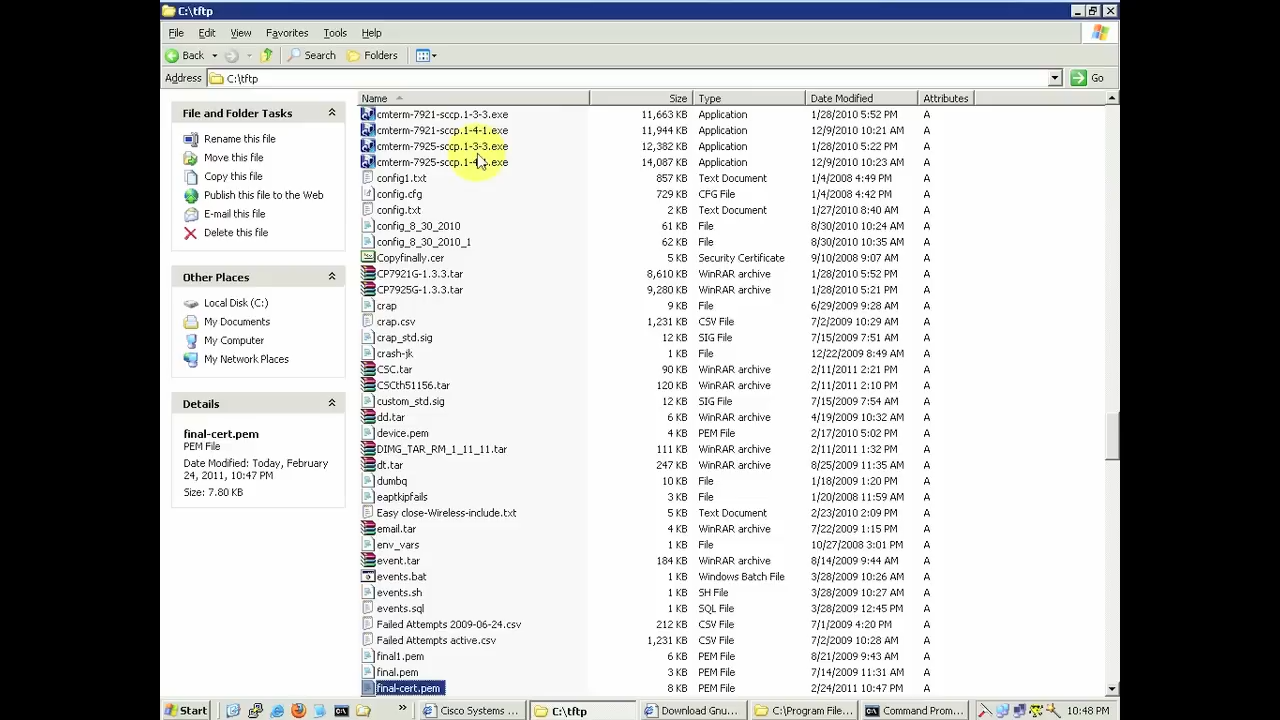 C:\tftp
File Edit View Favorites Tools Help
Back Search Folders
Address C:\tftp Go
File and Folder Tasks
Rename this file
Move this file
Copy this file
Publish this file to the Web
E-mail this file
Delete this file
Other Places
Local Disk (C:)
My Documents
My Computer
My Network Places
Details
final-cert.pem
PEM File
Date Modified: Today, February
24, 2011, 10:47 PM
Size: 7.80 KB
Name Size Type Date Modified Attributes
cmterm-7921-sccp.1-3-3.exe 11,663 KB Application 1/28/2010 5:52 PM A
cmterm-7921-sccp.1-4-1.exe 11,944 KB Application 12/9/2010 10:21 AM A
cmterm-7925-sccp.1-3-3.exe 12,382 KB Application 1/28/2010 5:22 PM A
cmterm-7925-sccp.1-4-1.exe 14,087 KB Application 12/9/2010 10:23 AM A
config1.txt 857 KB Text Document 1/4/2008 4:49 PM A
config.cfg 729 KB CFG File 1/4/2008 4:42 PM A
config.txt 2 KB Text Document 1/27/2010 8:40 AM A
config_8_30_2010 61 KB File 8/30/2010 10:24 AM A
config_8_30_2010_1 62 KB File 8/30/2010 10:35 AM A
Copyfinally.cer 5 KB Security Certificate 9/10/2008 9:07 AM A
CP7921G-1.3.3.tar 8,610 KB WinRAR archive 1/28/2010 5:52 PM A
CP7925G-1.3.3.tar 9,280 KB WinRAR archive 1/28/2010 5:21 PM A
crap 9 KB File 6/29/2009 9:28 AM A
crap.csv 1,231 KB CSV File 7/2/2009 10:29 AM A
crap_std.sig 12 KB SIG File 7/15/2009 7:51 AM A
crash-jk 1 KB File 12/22/2009 8:49 AM A
CSC.tar 90 KB WinRAR archive 2/11/2011 2:21 PM A
CSCth51156.tar 120 KB WinRAR archive 2/11/2011 2:10 PM A
custom_std.sig 12 KB SIG File 7/15/2009 7:54 AM A
dd.tar 6 KB WinRAR archive 4/19/2009 10:32 AM A
device.pem 4 KB PEM File 2/17/2010 5:02 PM A
DIMG_TAR_RM_1_11_11.tar 111 KB WinRAR archive 2/11/2011 1:32 PM A
dt.tar 247 KB WinRAR archive 8/25/2009 11:35 AM A
dumbq 10 KB File 1/18/2009 1:20 PM A
eaptkipfails 3 KB File 1/20/2008 11:59 AM A
Easy close-Wireless-include.txt 5 KB Text Document 2/23/2010 2:09 PM A
email.tar 4 KB WinRAR archive 7/22/2009 1:15 PM A
env_vars 1 KB File 10/27/2008 3:01 PM A
event.tar 184 KB WinRAR archive 8/14/2009 9:44 AM A
events.bat 1 KB Windows Batch File 3/28/2009 10:26 AM A
events.sh 1 KB SH File 3/28/2009 10:27 AM A
events.sql 1 KB SQL File 3/28/2009 12:45 PM A
Failed Attempts 2009-06-24.csv 212 KB CSV File 7/1/2009 4:20 PM A
Failed Attempts active.csv 1,231 KB CSV File 7/2/2009 10:28 AM A
final1.pem 6 KB PEM File 8/21/2009 9:43 AM A
final.pem 3 KB PEM File 7/14/2009 11:31 AM A
final-cert.pem 8 KB PEM File 2/24/2011 10:47 PM A
Start Cisco Systems ... C:\tftp Download Gnu... C:\Program File... Command Prom... 10:48 PM